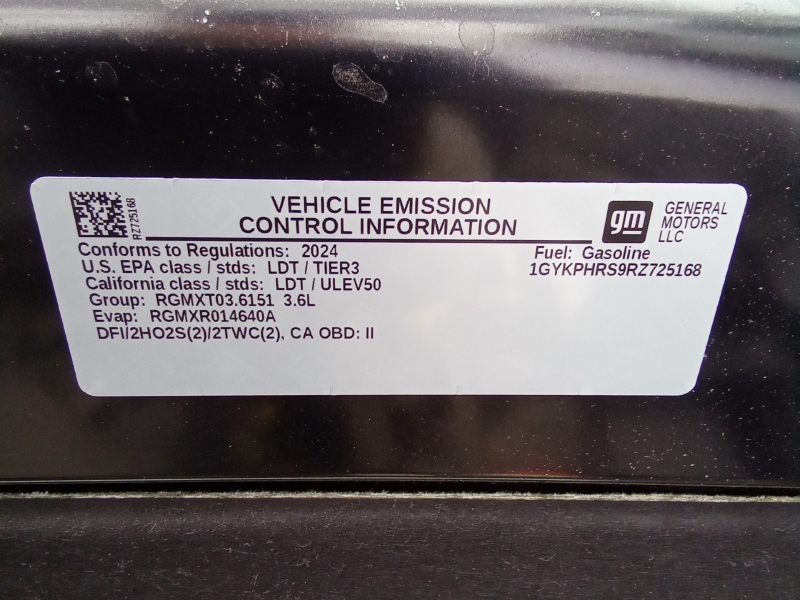 RZ725168
VEHICLE EMISSION
CONTROL INFORMATION
gm
GENERAL
MOTORS
LLC
Conforms to Regulations: 2024
Fuel: Gasoline
U.S. EPA class / stds: LDT / TIER3
1GYKPHRS9RZ725168
California class / stds: LDT / ULEV50
Group: RGMXT03.6151 3.6L
Evap: RGMXR014640A
DFI/2HO2S(2)/2TWC(2), CA OBD: II